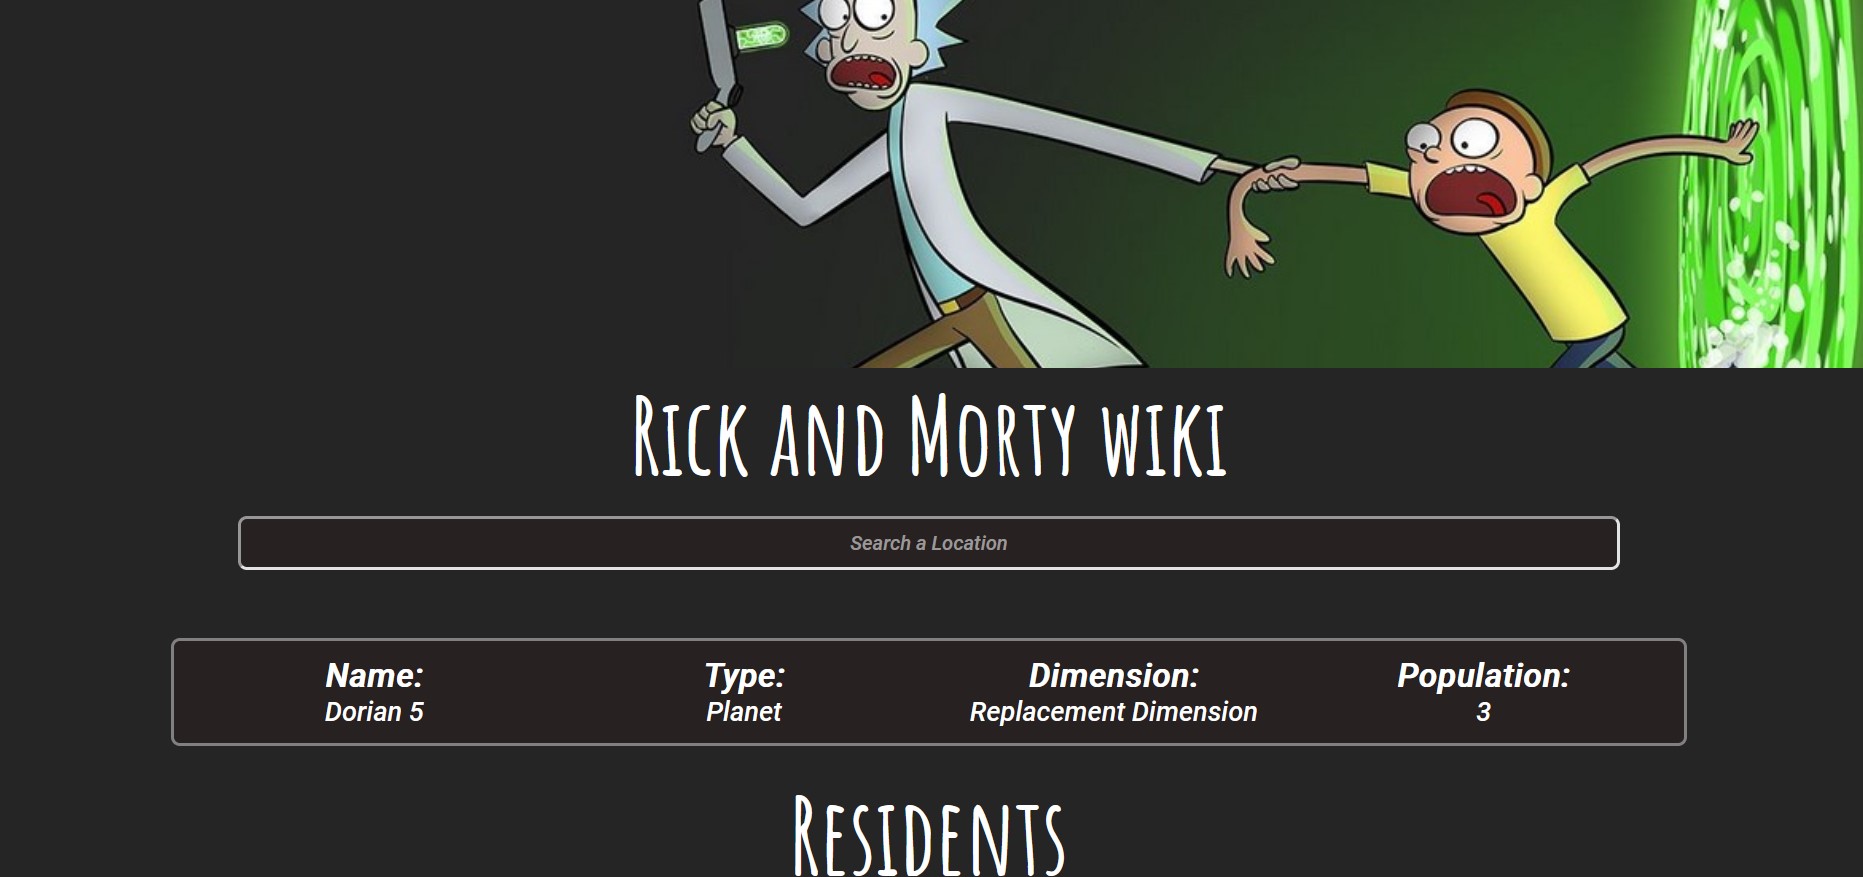 Rick and Morty wiki
Search a Location
Name: Type: Dimension: Population:
Dorian 5 Planet Replacement Dimension 3
Residents